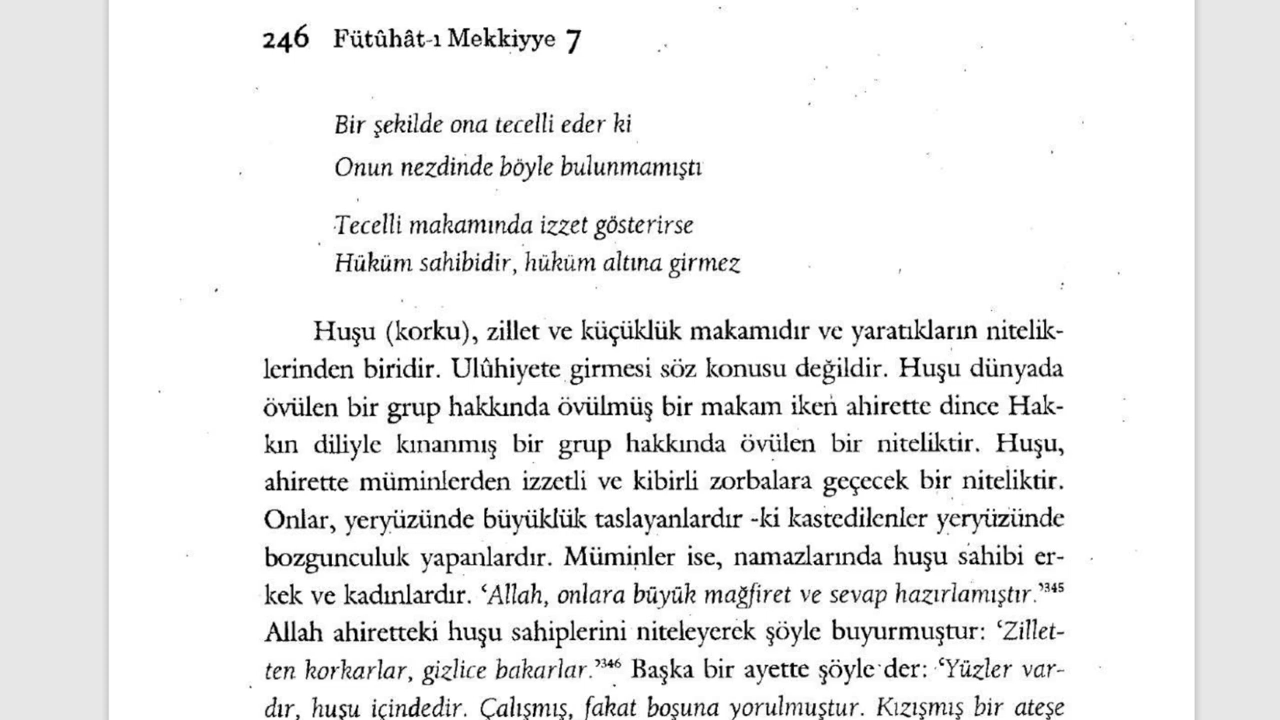 246 Fütûhât-ı Mekkiyye 7
Bir şekilde ona tecelli eder ki
Onun nezdinde böyle bulunmamıştı
Tecelli makamında izzet gösterirse
Hüküm sahibidir, hüküm altına girmez
Huşu (korku), zillet ve küçüklük makamıdır ve yaratıkların nitelik-
lerinden biridir. Ulûhiyete girmesi söz konusu değildir. Huşu dünyada
övülen bir grup hakkında övülmüş bir makam iken ahirette dince Hak-
kın diliyle kınanmış bir grup hakkında övülen bir niteliktir. Huşu,
ahirette müminlerden izzetli ve kibirli zorbalara geçecek bir niteliktir.
Onlar, yeryüzünde büyüklük taslayanlardır -ki kastedilenler yeryüzünde
bozgunculuk yapanlardır. Müminler ise, namazlarında huşu sahibi er-
kek ve kadınlardır. ‘Allah, onlara büyük mağfiret ve sevap hazırlamıştır.’³⁴⁵
Allah ahiretteki huşu sahiplerini niteleyerek şöyle buyurmuştur: ‘Zillet-
ten korkarlar, gizlice bakarlar.’³⁴⁶ Başka bir ayette şöyle der: ‘Yüzler var-
dır, huşu içindedir. Çalışmış, fakat boşuna yorulmuştur. Kızışmış bir ateşe